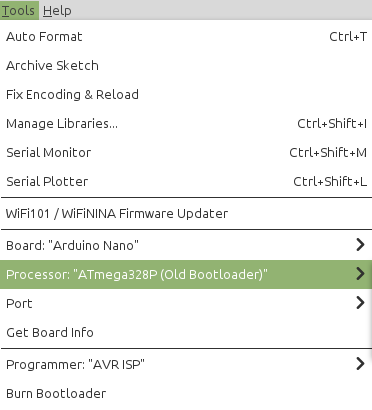 Tools Help
Auto Format Ctrl+T
Archive Sketch
Fix Encoding & Reload
Manage Libraries... Ctrl+Shift+I
Serial Monitor Ctrl+Shift+M
Serial Plotter Ctrl+Shift+L
WiFi101 / WiFiNINA Firmware Updater
Board: "Arduino Nano"
Processor: "ATmega328P (Old Bootloader)"
Port
Get Board Info
Programmer: "AVR ISP"
Burn Bootloader